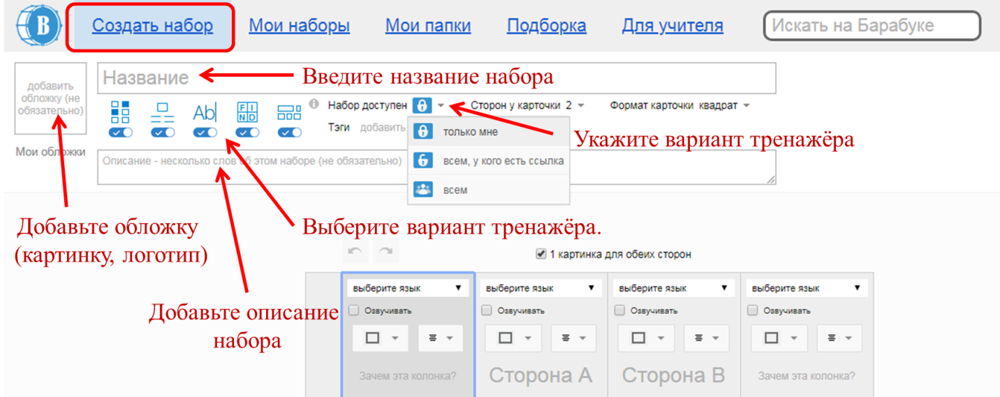 B Создать набор Мои наборы Мои папки Подборка Для учителя Искать на Барабуке
добавить обложку (не обязательно)
Название
Введите название набора
Ab| FIND
Набор доступен Сторон у карточки 2 Формат карточки квадрат
Тэги добавить
только мне
Укажите вариант тренажёра
Мои обложки
Описание - несколько слов об этом наборе (не обязательно)
всем, у кого есть ссылка
всем
Добавьте обложку
(картинку, логотип)
Выберите вариант тренажёра.
1 картинка для обеих сторон
выберите язык выберите язык выберите язык выберите язык
Озвучивать Озвучивать Озвучивать Озвучивать
Добавьте описание
набора
Зачем эта колонка? Сторона A Сторона B Зачем эта колонка?